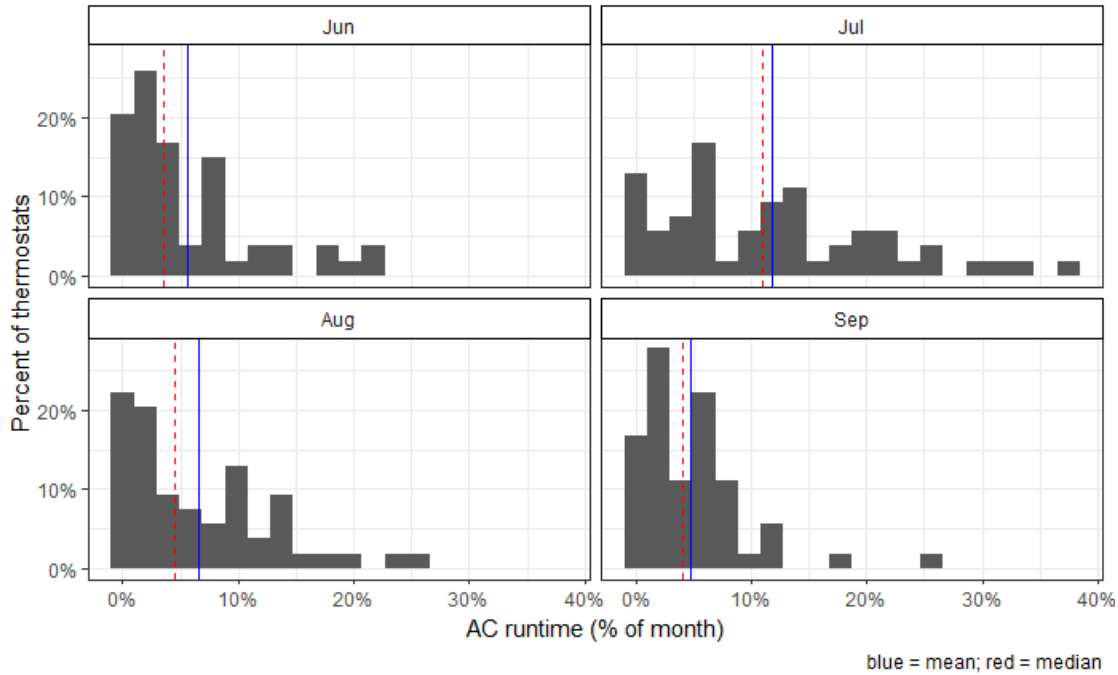 Jun
Jul
20%
10%
0%
Aug
Sep
20%
10%
0%
Percent of thermostats
0% 10% 20% 30% 40%
0% 10% 20% 30% 40%
AC runtime (% of month)
blue = mean; red = median